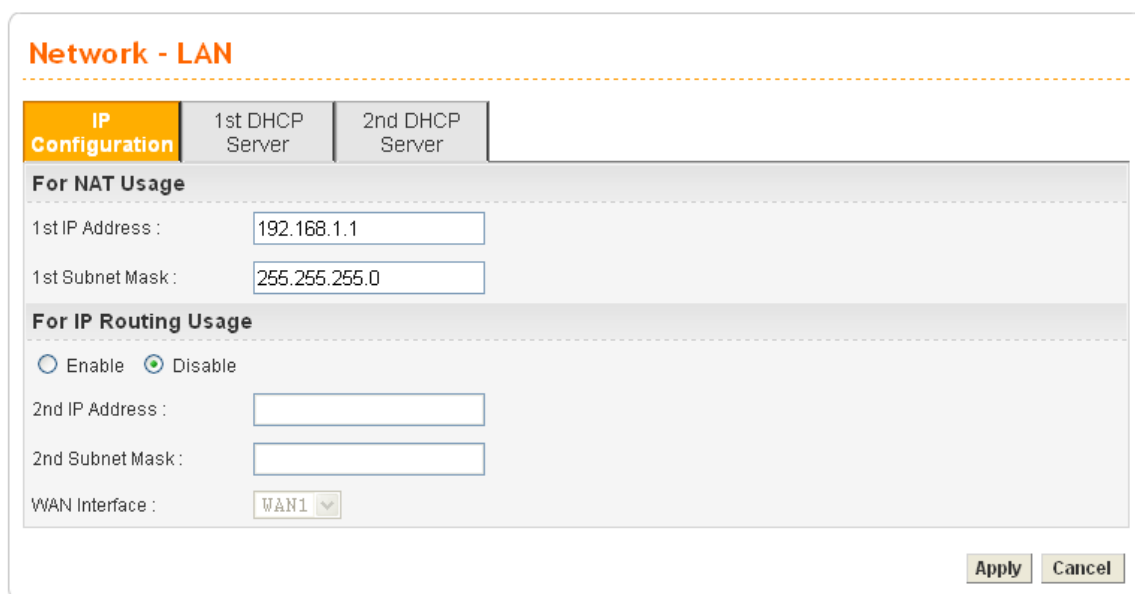 Network - LAN
IP Configuration
1st DHCP Server
2nd DHCP Server
For NAT Usage
1st IP Address :
192.168.1.1
1st Subnet Mask :
255.255.255.0
For IP Routing Usage
Enable Disable
2nd IP Address :
2nd Subnet Mask :
WAN Interface :
WAN1
Apply Cancel